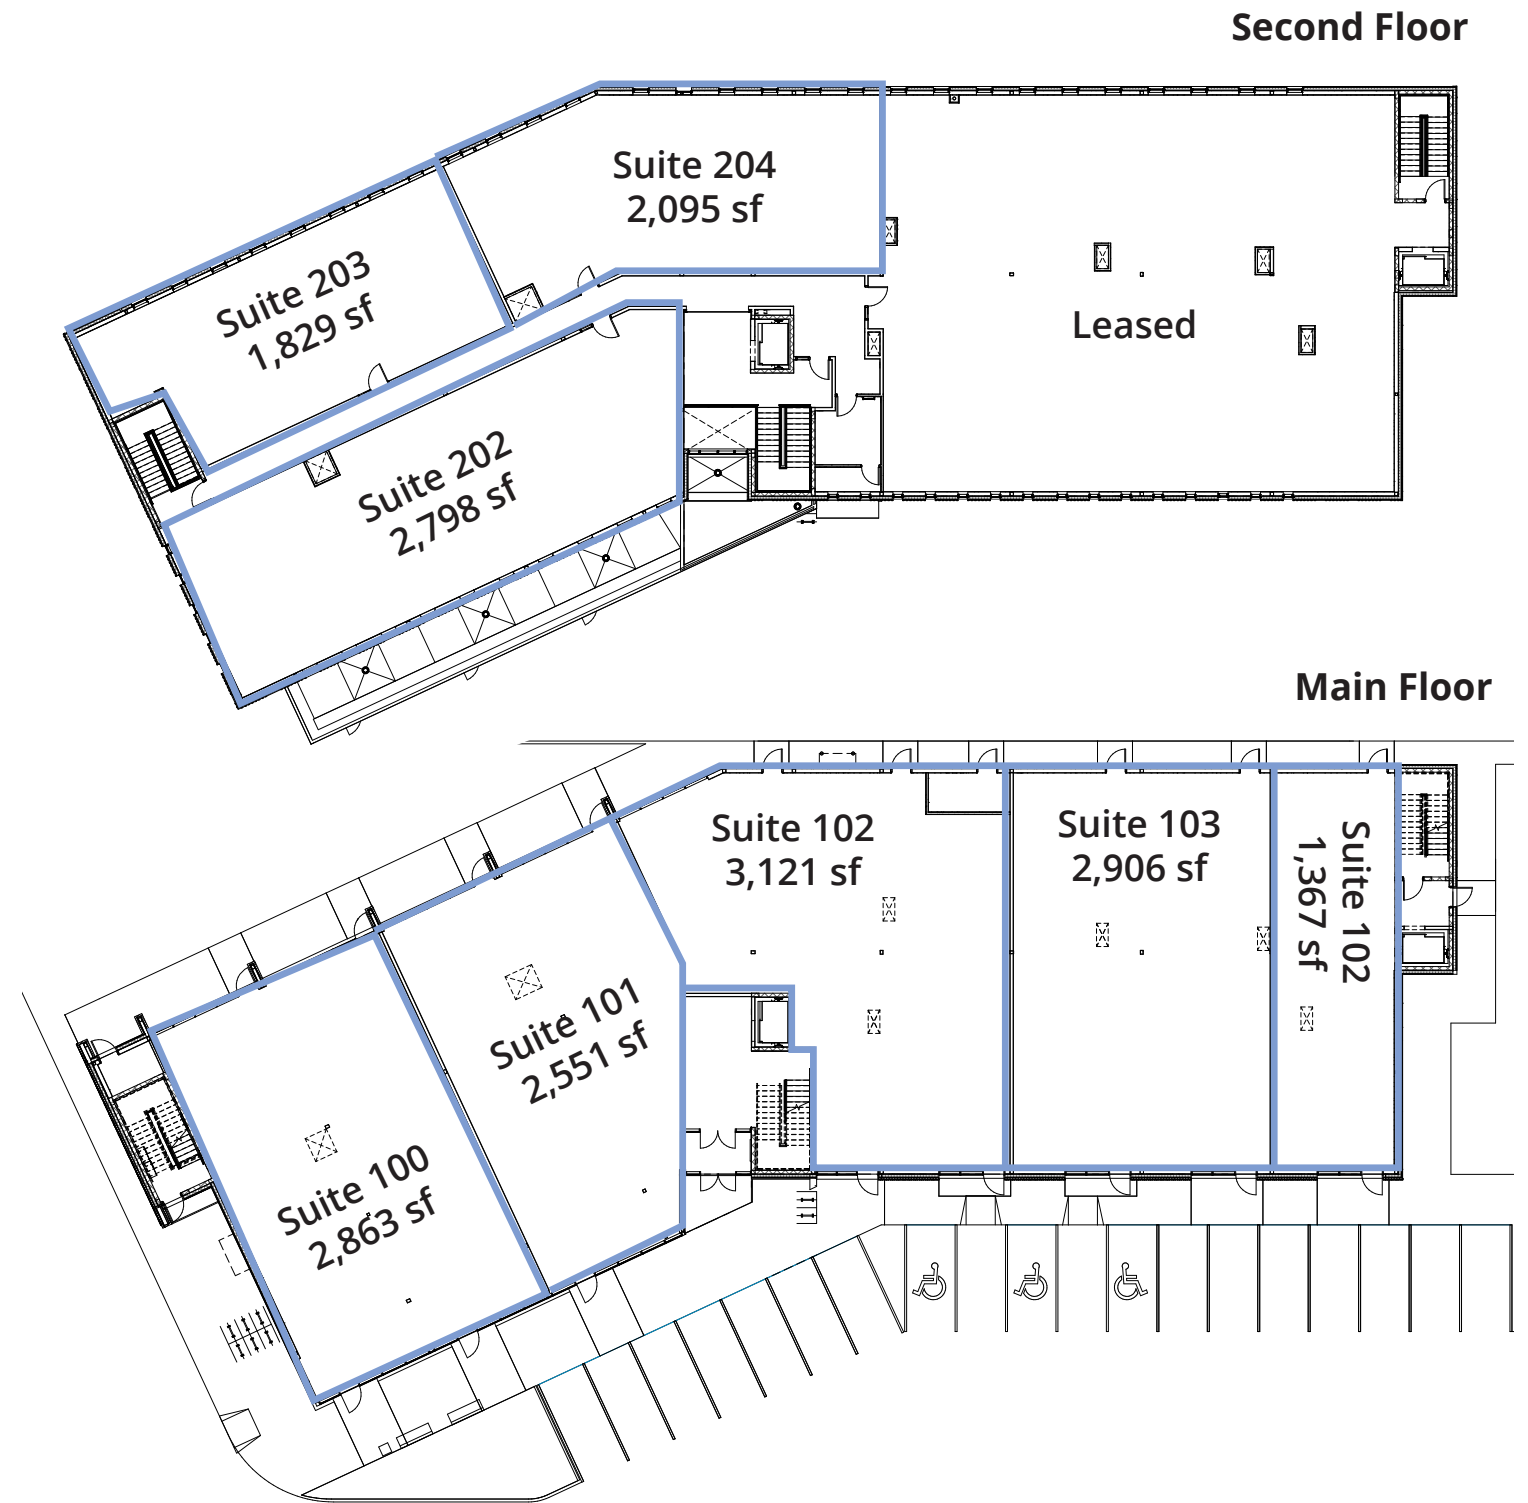 Second Floor
Suite 204
2,095 sf
Suite 203
1,829 sf
Leased
Suite 202
2,798 sf
Main Floor
Suite 102
3,121 sf
Suite 103
2,906 sf
Suite 102
1,367 sf
Suite 101
2,551 sf
Suite 100
2,863 sf